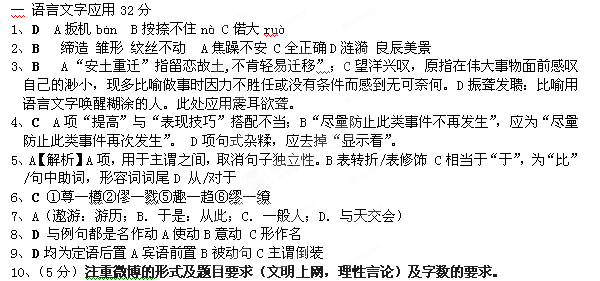 一 语言文字应用 32 分
1、D A 扳机 bān B 按捺不住 nà C 偌大 ruò
2、B 缔造 雏形 纹丝不动 A 焦躁不安 C 全正确 D 涟漪 良辰美景
3、B A“安土重迁”指留恋故土,不肯轻易迁移”；C 望洋兴叹，原指在伟大事物面前感叹
自己的渺小，现多比喻做事时因力不胜任或没有条件而感到无可奈何。D 振聋发聩：比喻用
语言文字唤醒糊涂的人。此处应用震耳欲聋。
4、C A 项“提高”与“表现技巧”搭配不当；B“尽量防止此类事件不再发生”，应为“尽量
防止此类事件再次发生”。 D 项句式杂糅，应去掉“显示看”。
5、A【解析】A 项，用于主谓之间，取消句子独立性。B 表转折/表修饰 C 相当于“于”，为“比”
/句中助词，形容词词尾 D 从/对于
6、C ①尊—樽②僇—戮⑤趣—趋⑥缪—缭
7、A（遨游：游历；B．于是：从此；C．一般人；D．与天交会）
8、D 与例句都是名作动 A 使动 B 意动 C 形作名
9、D 均为定语后置 A 宾语前置 B 被动句 C 主谓倒装
10、（5 分）注重微博的形式及题目要求（文明上网，理性言论）及字数的要求。